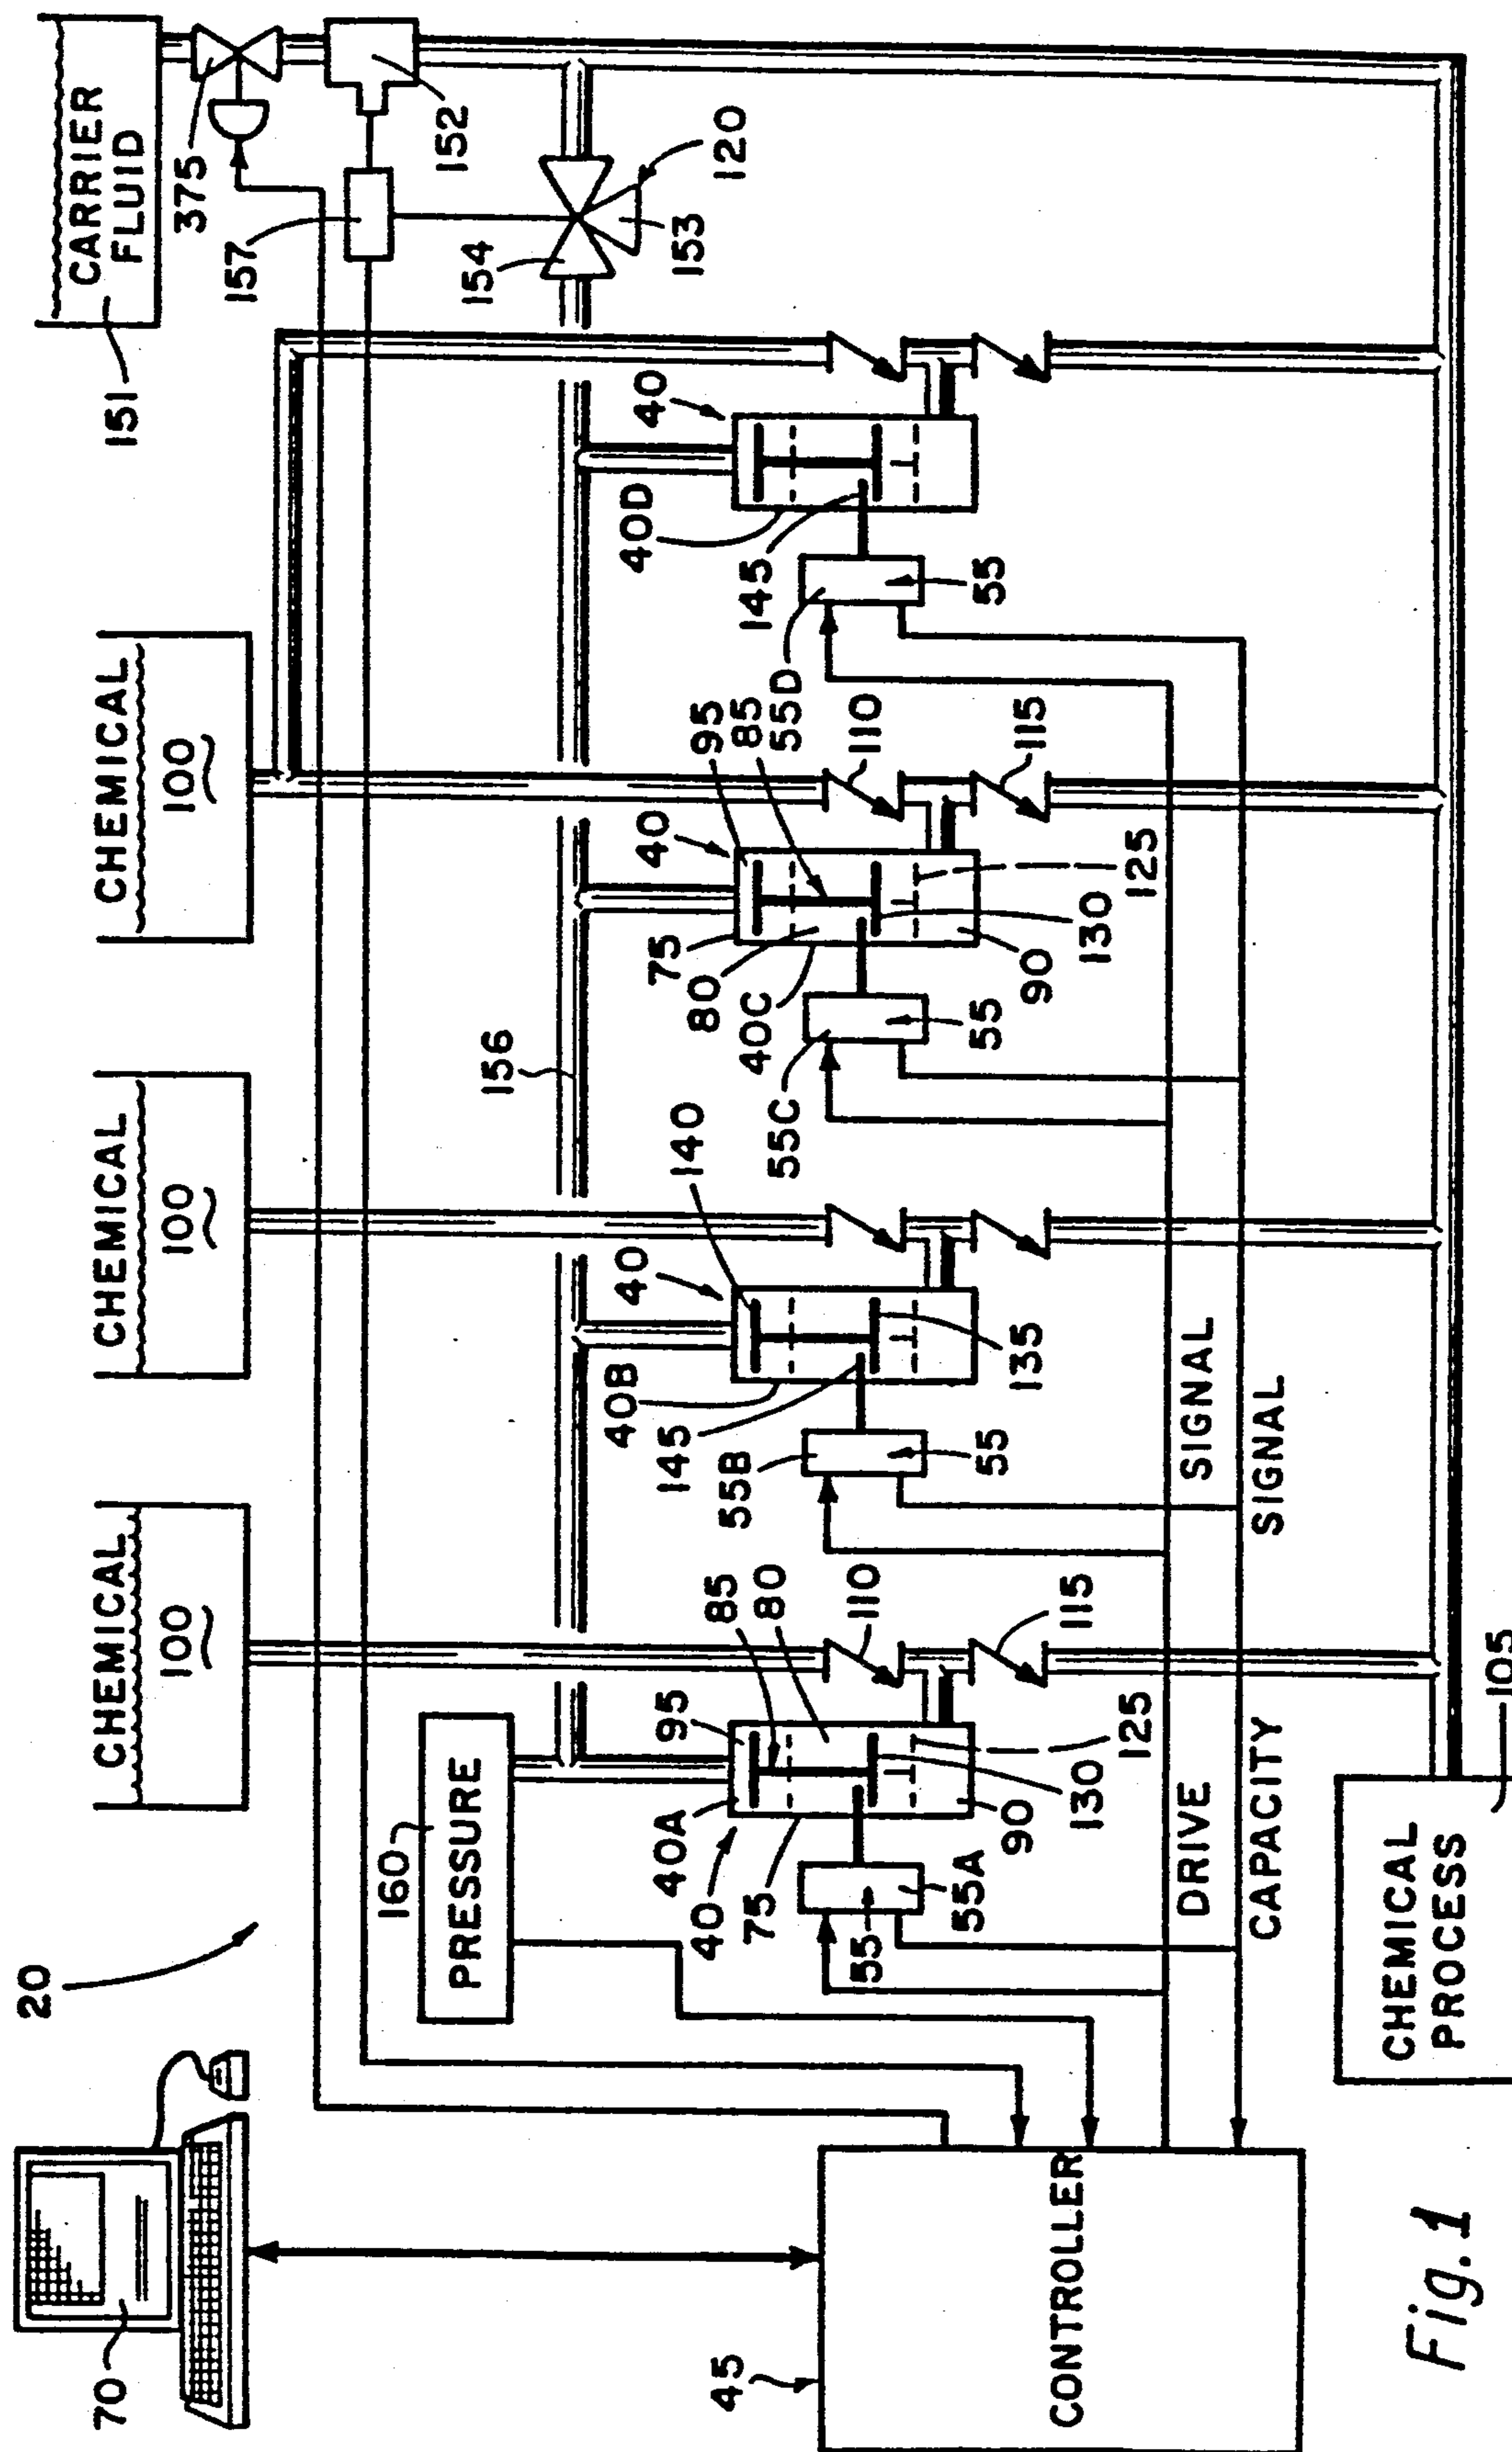 20
70
45
CONTROLLER
160
PRESSURE
CHEMICAL
100
CHEMICAL
100
CHEMICAL
100
CARRIER
FLUID
151
375
152
157
154
153
120
156
40A
40
75
95
85
80
110
115
90
130
125
55
55A
40
40B
140
145
135
55B
55
40
75
95
85
80
40C
110
115
90
130
125
55C
55
40
40D
145
55D
55
DRIVE SIGNAL
CAPACITY SIGNAL
CHEMICAL
PROCESS
105
Fig. 1